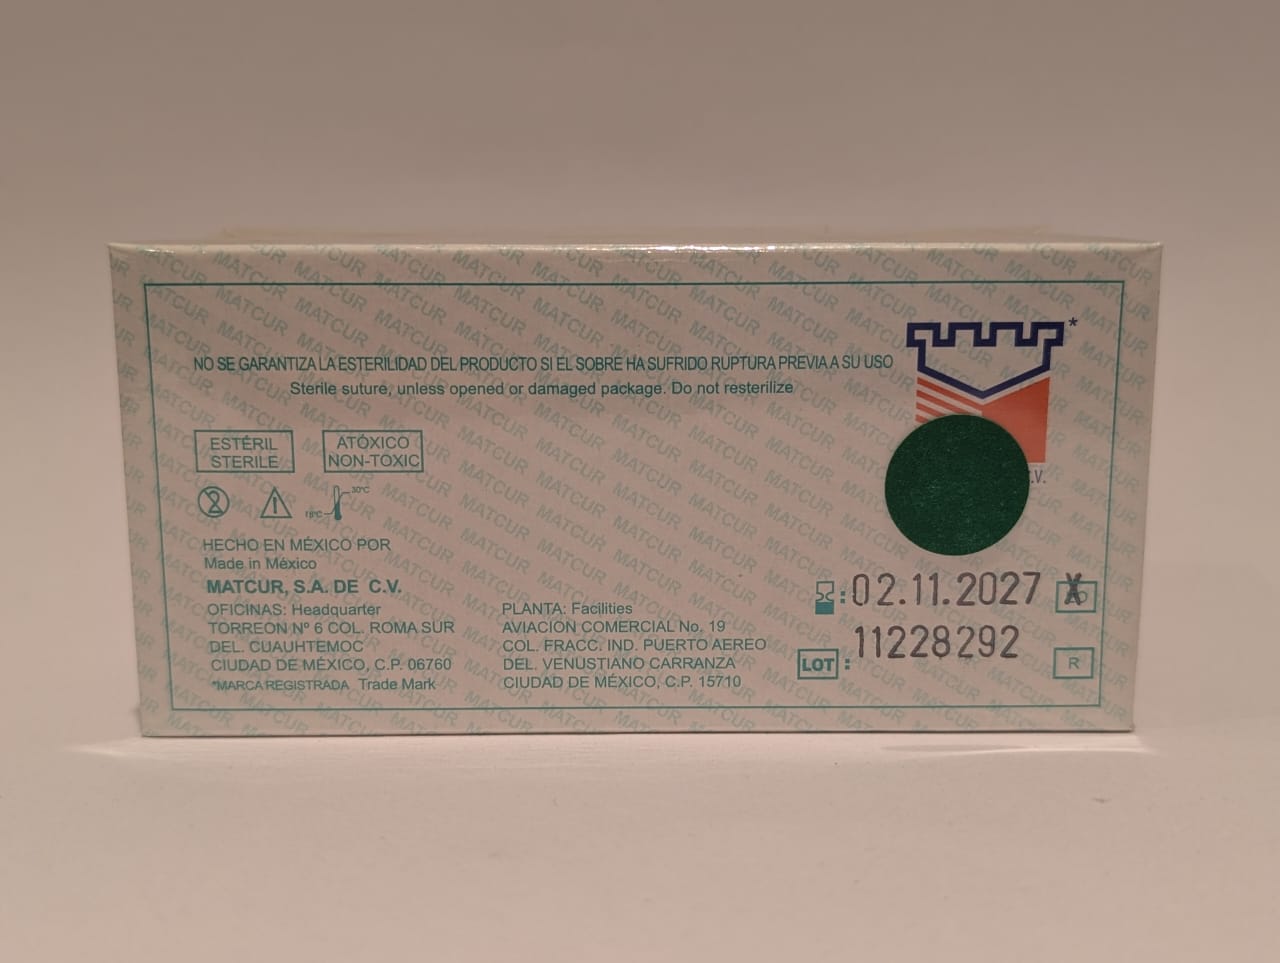 NO SE GARANTIZA LA ESTERILIDAD DEL PRODUCTO SI EL SOBRE HA SUFRIDO RUPTURA PREVIA A SU USO
Sterile suture, unless opened or damaged package. Do not resterilize
*
.V.
ESTÉRIL
STERILE
ATÓXICO
NON-TOXIC
2
30°C
18°C
HECHO EN MÉXICO POR
Made in México
MATCUR, S.A. DE C.V.
OFICINAS: Headquarter
TORREON Nº 6 COL. ROMA SUR
DEL. CUAUHTEMOC
CIUDAD DE MÉXICO, C.P. 06760
*MARCA REGISTRADA Trade Mark
PLANTA: Facilities
AVIACION COMERCIAL No. 19
COL. FRACC. IND. PUERTO AEREO
DEL. VENUSTIANO CARRANZA
CIUDAD DE MÉXICO, C.P. 15710
: 02.11.2027 X
LOT : 11228292
R
MATCUR